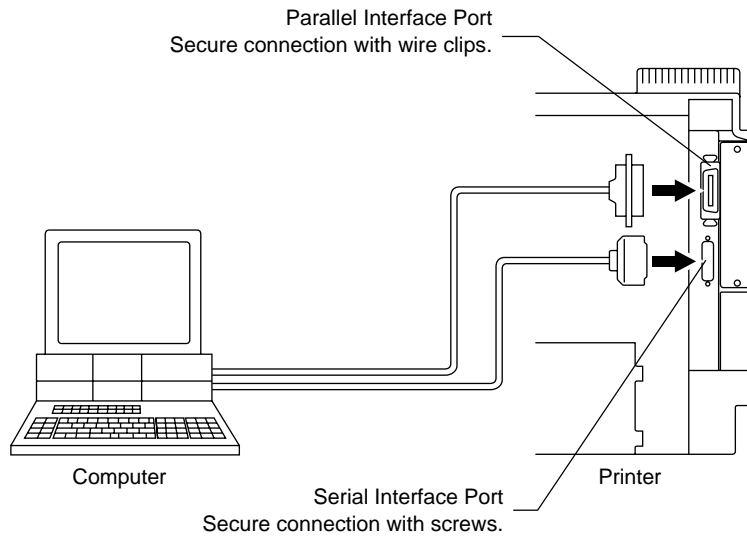 Parallel Interface Port
Secure connection with wire clips.
Computer
Printer
Serial Interface Port
Secure connection with screws.